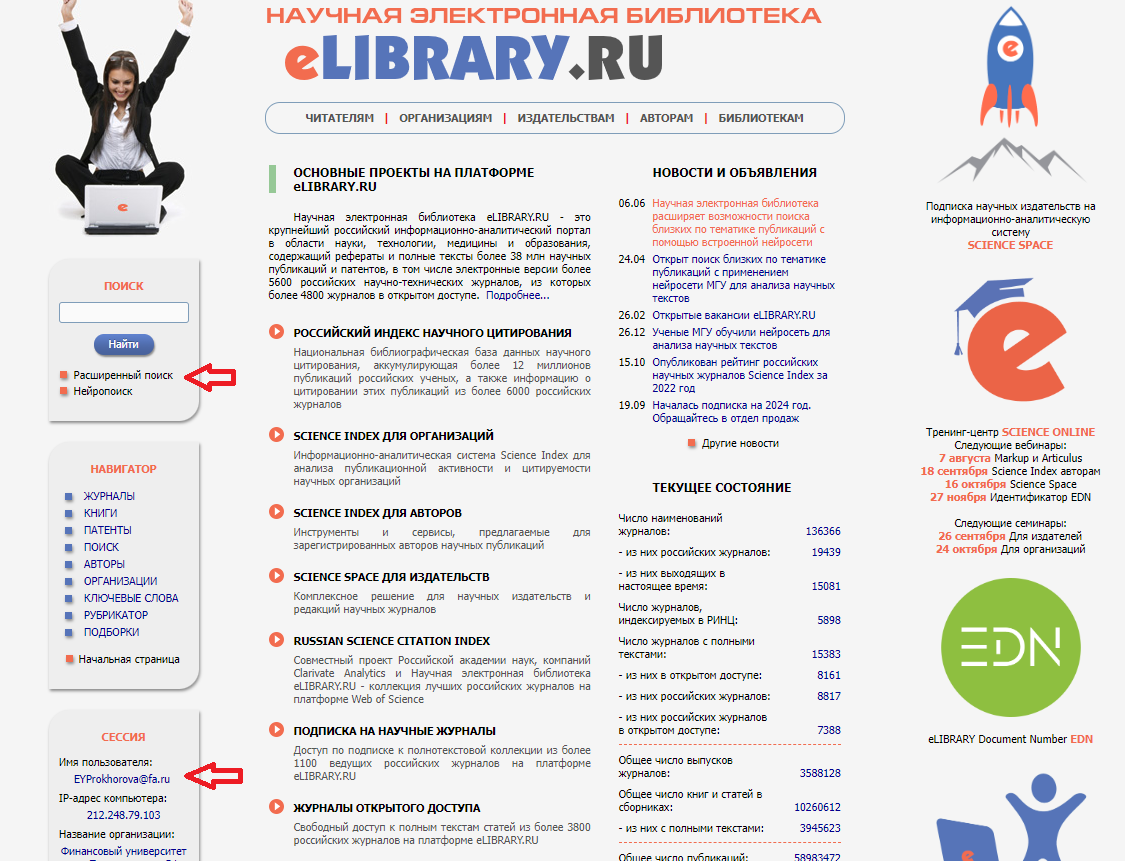 НАУЧНАЯ ЭЛЕКТРОННАЯ БИБЛИОТЕКА
eLIBRARY.RU
ЧИТАТЕЛЯМ | ОРГАНИЗАЦИЯМ | ИЗДАТЕЛЬСТВАМ | АВТОРАМ | БИБЛИОТЕКАМ
ПОИСК
Найти
Расширенный поиск
Нейропоиск
НАВИГАТОР
ЖУРНАЛЫ
КНИГИ
ПАТЕНТЫ
ПОИСК
АВТОРЫ
ОРГАНИЗАЦИИ
КЛЮЧЕВЫЕ СЛОВА
РУБРИКАТОР
ПОДБОРКИ
Начальная страница
СЕССИЯ
Имя пользователя:
EYProkhorova@fa.ru
IP-адрес компьютера:
212.248.79.103
Название организации:
Финансовый университет
ОСНОВНЫЕ ПРОЕКТЫ НА ПЛАТФОРМЕ
eLIBRARY.RU
Научная электронная библиотека eLIBRARY.RU - это
крупнейший российский информационно-аналитический портал
в области науки, технологии, медицины и образования,
содержащий рефераты и полные тексты более 38 млн научных
публикаций и патентов, в том числе электронные версии более
5600 российских научно-технических журналов, из которых
более 4800 журналов в открытом доступе. Подробнее...
РОССИЙСКИЙ ИНДЕКС НАУЧНОГО ЦИТИРОВАНИЯ
Национальная библиографическая база данных научного
цитирования, аккумулирующая более 12 миллионов
публикаций российских ученых, а также информацию о
цитировании этих публикаций из более 6000 российских
журналов
SCIENCE INDEX ДЛЯ ОРГАНИЗАЦИЙ
Информационно-аналитическая система Science Index для
анализа публикационной активности и цитируемости
научных организаций
SCIENCE INDEX ДЛЯ АВТОРОВ
Инструменты и сервисы, предлагаемые для
зарегистрированных авторов научных публикаций
SCIENCE SPACE ДЛЯ ИЗДАТЕЛЬСТВ
Комплексное решение для научных издательств и
редакций научных журналов
RUSSIAN SCIENCE CITATION INDEX
Совместный проект Российской академии наук, компаний
Clarivate Analytics и Научная электронная библиотека
eLIBRARY.RU - коллекция лучших российских журналов на
платформе Web of Science
ПОДПИСКА НА НАУЧНЫЕ ЖУРНАЛЫ
Доступ по подписке к полнотекстовой коллекции из более
1100 ведущих российских журналов на платформе
eLIBRARY.RU
ЖУРНАЛЫ ОТКРЫТОГО ДОСТУПА
Свободный доступ к полным текстам статей из более 3800
российских журналов на платформе eLIBRARY.RU
НОВОСТИ И ОБЪЯВЛЕНИЯ
06.06 Научная электронная библиотека
расширяет возможности поиска
близких по тематике публикаций с
помощью встроенной нейросети
24.04 Открыт поиск близких по тематике
публикаций с применением
нейросети МГУ для анализа научных
текстов
26.02 Открытые вакансии eLIBRARY.RU
26.12 Ученые МГУ обучили нейросеть для
анализа научных текстов
15.10 Опубликован рейтинг российских
научных журналов Science Index за
2022 год
19.09 Началась подписка на 2024 год.
Обращайтесь в отдел продаж
Другие новости
ТЕКУЩЕЕ СОСТОЯНИЕ
Число наименований
журналов: 136366
- из них российских журналов: 19439
- из них выходящих в
настоящее время: 15081
Число журналов,
индексируемых в РИНЦ: 5898
Число журналов с полными
текстами: 15383
- из них в открытом доступе: 8161
- из них российских журналов: 8817
- из них российских журналов
в открытом доступе: 7388
Общее число выпусков
журналов: 3588128
Общее число книг и статей в
сборниках: 10260612
- из них с полными текстами: 3945623
Общее число публикаций: 58983472
e
Подписка научных издательств на
информационно-аналитическую
систему
SCIENCE SPACE
e
Тренинг-центр SCIENCE ONLINE
Следующие вебинары:
7 августа Markup и Articulus
18 сентября Science Index авторам
16 октября Science Space
27 ноября Идентификатор EDN
Следующие семинары:
26 сентября Для издателей
24 октября Для организаций
EDN
eLIBRARY Document Number EDN